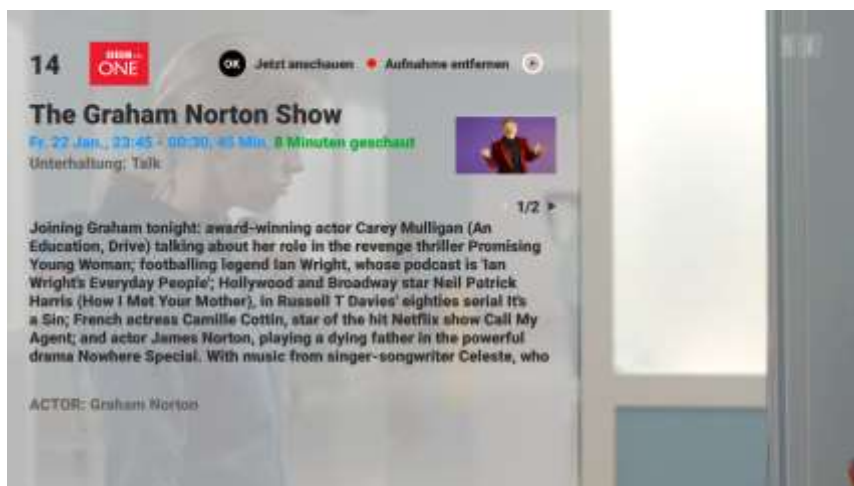 14
ONE
OK Jetzt anschauen Aufnahme entfernen
The Graham Norton Show
Fr. 22 Jan., 23:45 - 00:30, 45 Min, 8 Minuten geschaut
Unterhaltung: Talk
1/2
Joining Graham tonight: award-winning actor Carey Mulligan (An
Education, Drive) talking about her role in the revenge thriller Promising
Young Woman; footballing legend Ian Wright, whose podcast is 'Ian
Wright's Everyday People'; Hollywood and Broadway star Neil Patrick
Harris (How I Met Your Mother), in Russell T Davies' eighties serial It's
a Sin; French actress Camille Cottin, star of the hit Netflix show Call My
Agent; and actor James Norton, playing a dying father in the powerful
drama Nowhere Special. With music from singer-songwriter Celeste, who
ACTOR: Graham Norton